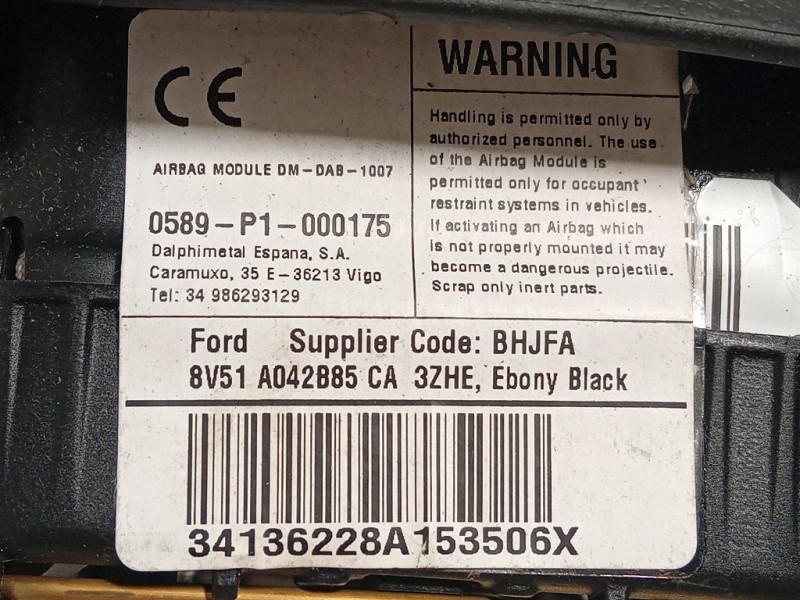 CE
AIRBAG MODULE DM-DAB-1007
0589-P1-000175
Dalphimetal Espana, S.A.
Caramuxo, 35 E-36213 Vigo
Tel: 34 986293129
WARNING
Handling is permitted only by
authorized personnel. The use
of the Airbag Module is
permitted only for occupant
restraint systems in vehicles.
If activating an Airbag which
is not properly mounted it may
become a dangerous projectile.
Scrap only inert parts.
Ford Supplier Code: BHJFA
8V51 A042B85 CA 3ZHE, Ebony Black
34136228A153506X